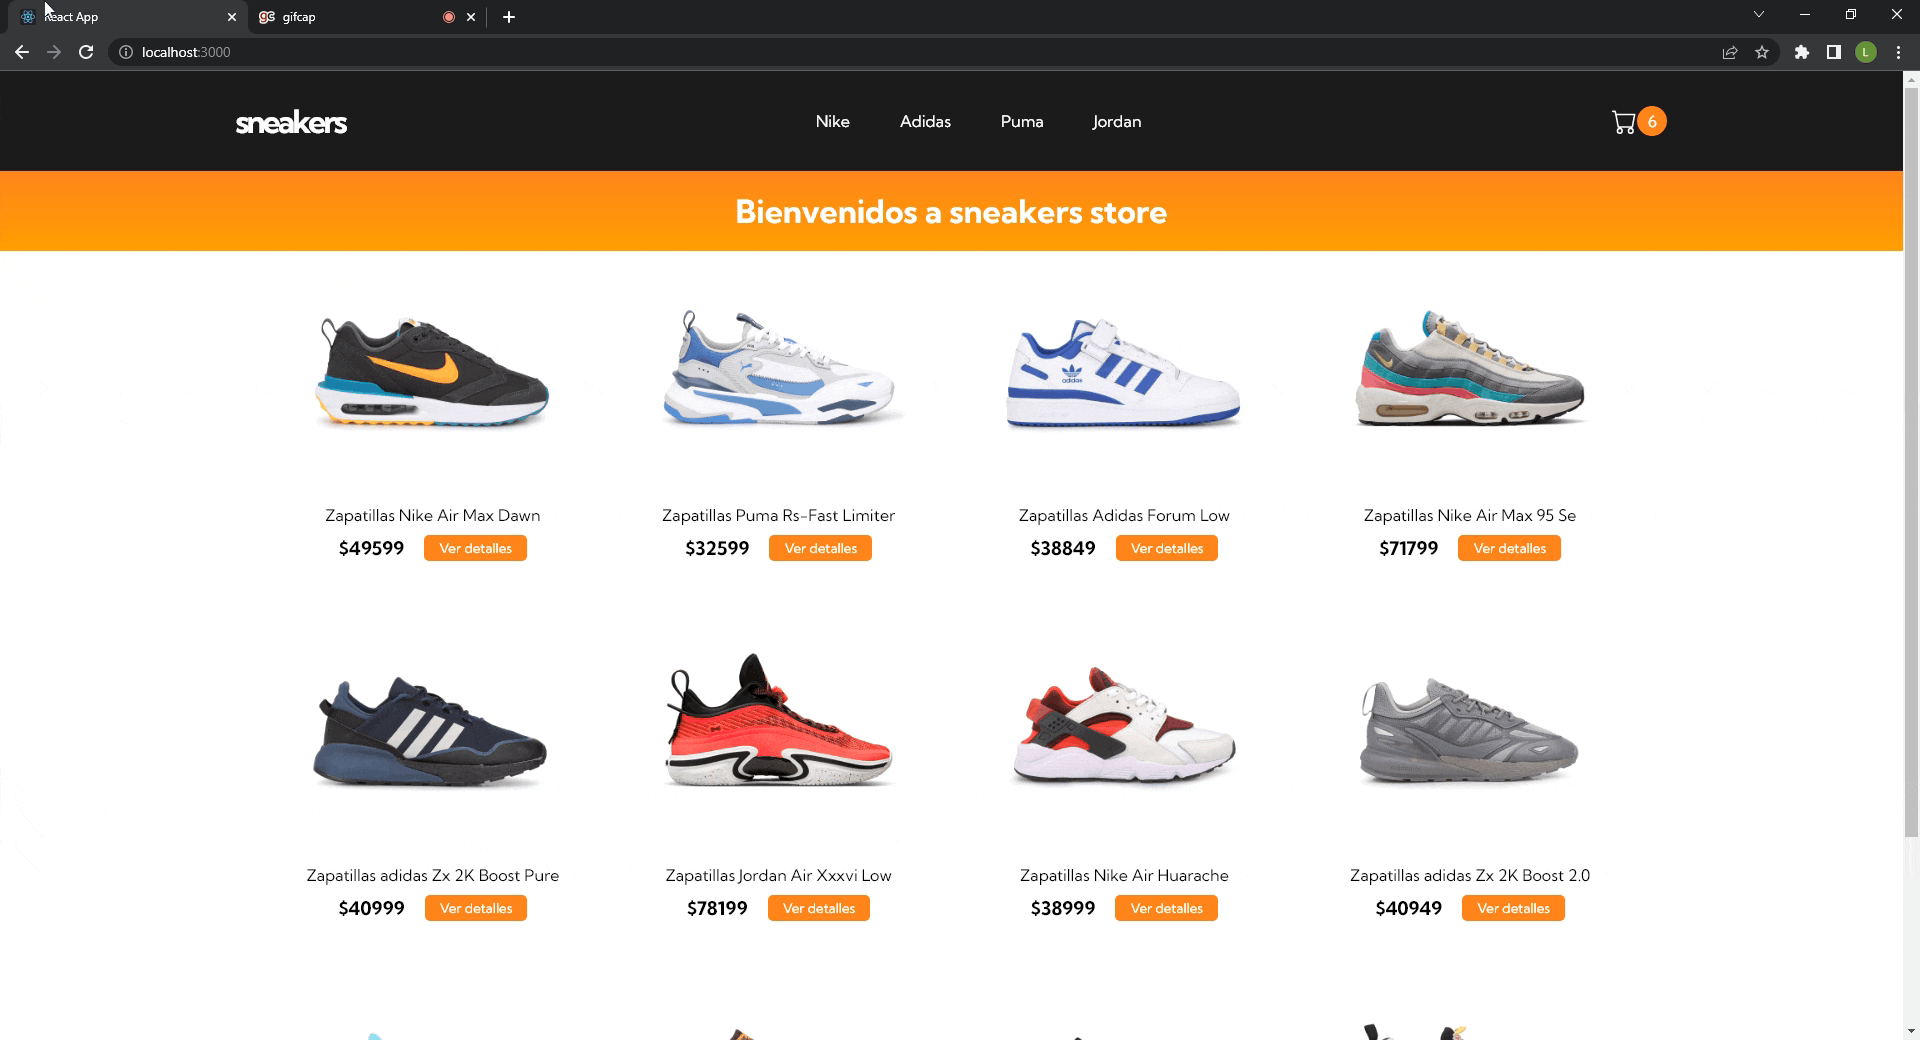 React App
gifcap
localhost:3000
L
sneakers
Nike
Adidas
Puma
Jordan
6
Bienvenidos a sneakers store
adidas
Zapatillas Nike Air Max Dawn
$49599
Ver detalles
Zapatillas Puma Rs-Fast Limiter
$32599
Ver detalles
Zapatillas Adidas Forum Low
$38849
Ver detalles
Zapatillas Nike Air Max 95 Se
$71799
Ver detalles
Zapatillas adidas Zx 2K Boost Pure
$40999
Ver detalles
Zapatillas Jordan Air Xxxvi Low
$78199
Ver detalles
Zapatillas Nike Air Huarache
$38999
Ver detalles
Zapatillas adidas Zx 2K Boost 2.0
$40949
Ver detalles